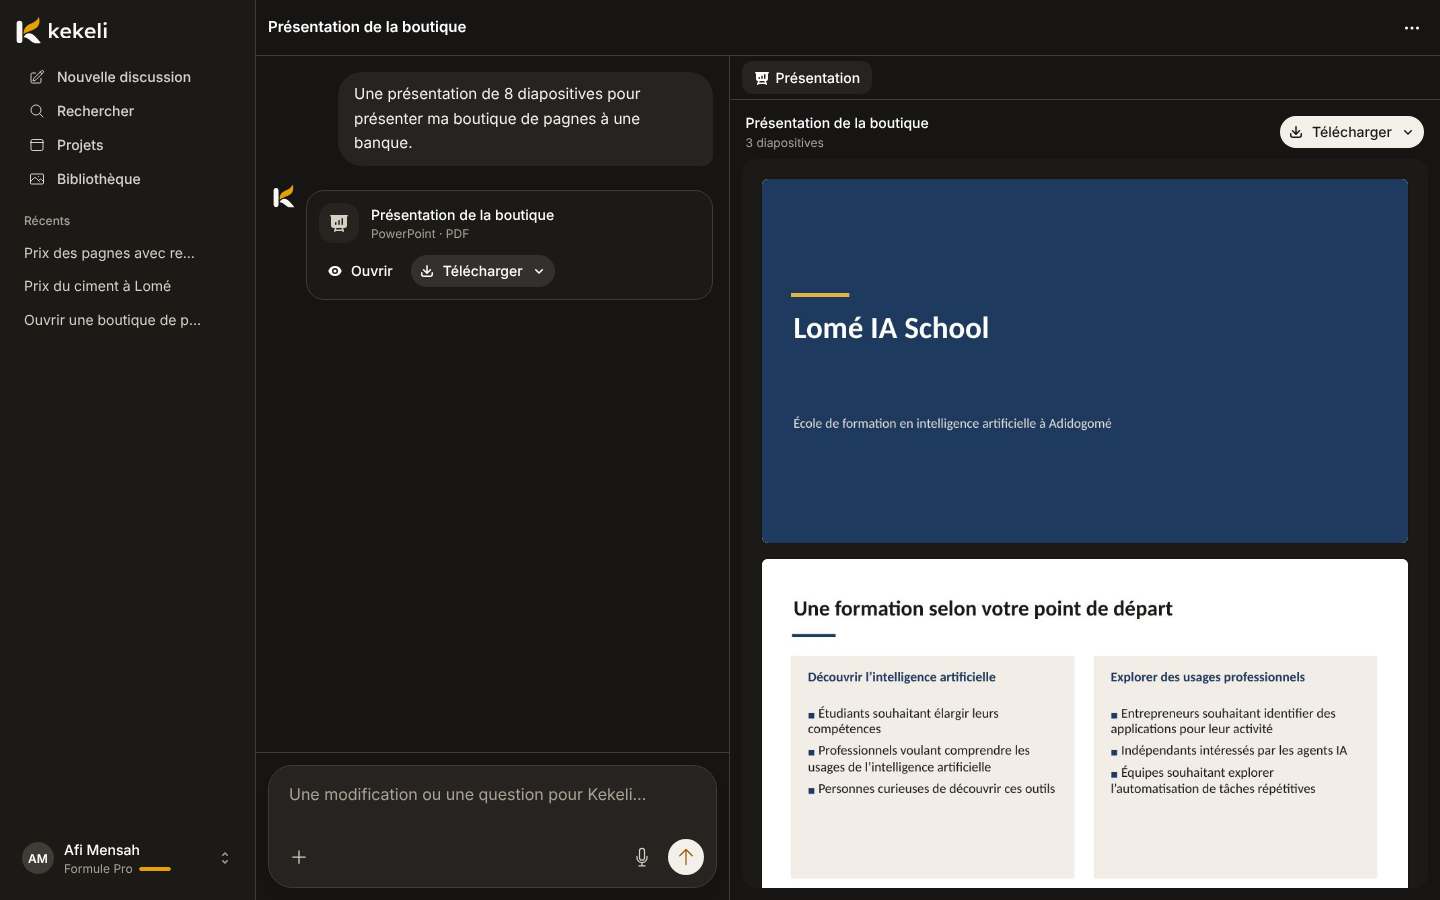 kekeli
Nouvelle discussion
Rechercher
Projets
Bibliothèque
Récents
Prix des pagnes avec re...
Prix du ciment à Lomé
Ouvrir une boutique de p...
AM
Afi Mensah
Formule Pro
Présentation de la boutique
Une présentation de 8 diapositives pour
présenter ma boutique de pagnes à une
banque.
Présentation de la boutique
PowerPoint · PDF
Ouvrir
Télécharger
Une modification ou une question pour Kekeli...
Présentation
Présentation de la boutique
3 diapositives
Télécharger
Lomé IA School
École de formation en intelligence artificielle à Adidogomé
Une formation selon votre point de départ
Découvrir l’intelligence artificielle
■ Étudiants souhaitant élargir leurs
compétences
■ Professionnels voulant comprendre les
usages de l’intelligence artificielle
■ Personnes curieuses de découvrir ces outils
Explorer des usages professionnels
■ Entrepreneurs souhaitant identifier des
applications pour leur activité
■ Indépendants intéressés par les agents IA
■ Équipes souhaitant explorer
l’automatisation de tâches répétitives